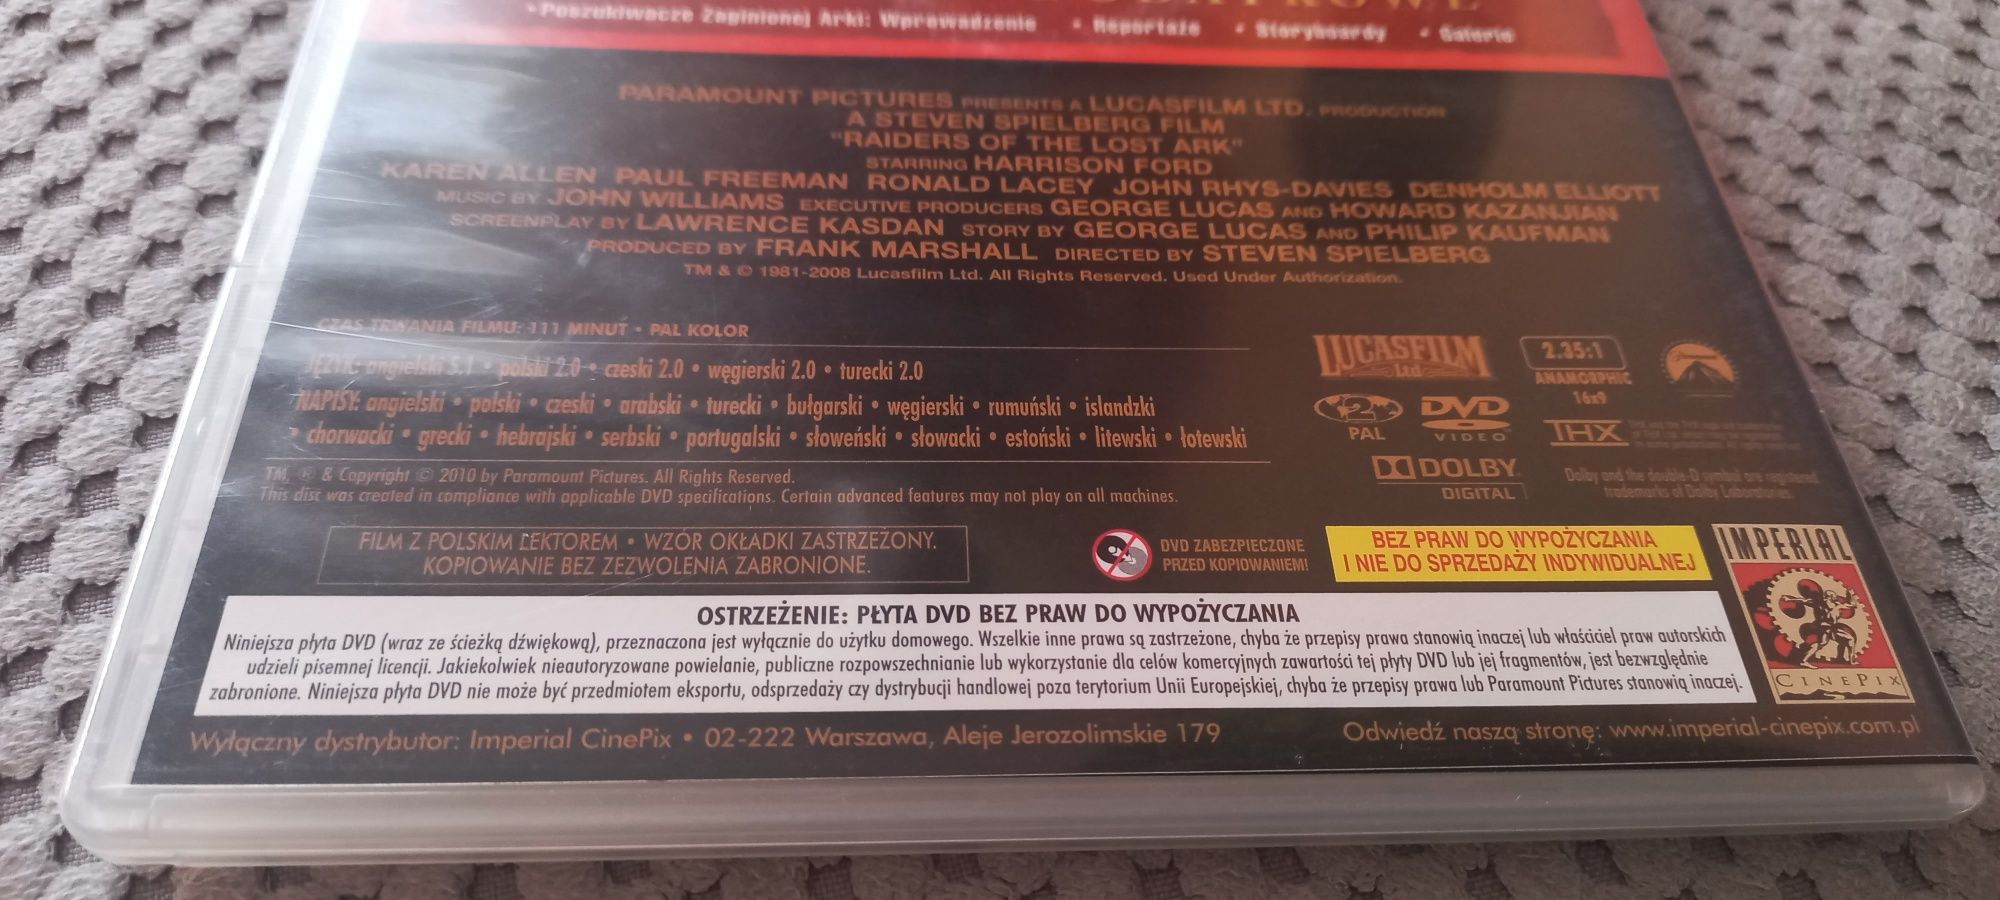 • Poszukiwacze Zaginionej Arki: Wprowadzenie • Reportaże • Storyboardy • Galerie
PARAMOUNT PICTURES PRESENTS A LUCASFILM LTD. PRODUCTION
A STEVEN SPIELBERG FILM
"RAIDERS OF THE LOST ARK"
STARRING HARRISON FORD
KAREN ALLEN PAUL FREEMAN RONALD LACEY JOHN RHYS-DAVIES DENHOLM ELLIOTT
MUSIC BY JOHN WILLIAMS EXECUTIVE PRODUCERS GEORGE LUCAS AND HOWARD KAZANJIAN
SCREENPLAY BY LAWRENCE KASDAN STORY BY GEORGE LUCAS AND PHILIP KAUFMAN
PRODUCED BY FRANK MARSHALL DIRECTED BY STEVEN SPIELBERG
TM & © 1981-2008 Lucasfilm Ltd. All Rights Reserved. Used Under Authorization.
CZAS TRWANIA FILMU: 111 MINUT • PAL KOLOR
JĘZYK: angielski 5.1 • polski 2.0 • czeski 2.0 • węgierski 2.0 • turecki 2.0
NAPISY: angielski • polski • czeski • arabski • turecki • bułgarski • węgierski • rumuński • islandzki
• chorwacki • grecki • hebrajski • serbski • portugalski • słoweński • słowacki • estoński • litewski • łotewski
TM, ® & Copyright © 2010 by Paramount Pictures. All Rights Reserved.
This disc was created in compliance with applicable DVD specifications. Certain advanced features may not play on all machines.
LUCASFILM
Ltd
2.35:1
ANAMORPHIC
16x9
2
PAL
DVD
VIDEO
THX
DOLBY
DIGITAL
Dolby and the double-D symbol are registered
trademarks of Dolby Laboratories.
FILM Z POLSKIM LEKTOREM • WZÓR OKŁADKI ZASTRZEŻONY.
KOPIOWANIE BEZ ZEZWOLENIA ZABRONIONE.
DVD ZABEZPIECZONE
PRZED KOPIOWANIEM!
BEZ PRAW DO WYPOŻYCZANIA
I NIE DO SPRZEDAŻY INDYWIDUALNEJ
IMPERIAL
CINEPIX
OSTRZEŻENIE: PŁYTA DVD BEZ PRAW DO WYPOŻYCZANIA
Niniejsza płyta DVD (wraz ze ścieżką dźwiękową), przeznaczona jest wyłącznie do użytku domowego. Wszelkie inne prawa są zastrzeżone, chyba że przepisy prawa stanowią inaczej lub właściciel praw autorskich
udzieli pisemnej licencji. Jakiekolwiek nieautoryzowane powielanie, publiczne rozpowszechnianie lub wykorzystanie dla celów komercyjnych zawartości tej płyty DVD lub jej fragmentów, jest bezwzględnie
zabronione. Niniejsza płyta DVD nie może być przedmiotem eksportu, odsprzedaży czy dystrybucji handlowej poza terytorium Unii Europejskiej, chyba że przepisy prawa lub Paramount Pictures stanowią inaczej.
Wyłączny dystrybutor: Imperial CinePix • 02-222 Warszawa, Aleje Jerozolimskie 179
Odwiedź naszą stronę: www.imperial-cinepix.com.pl